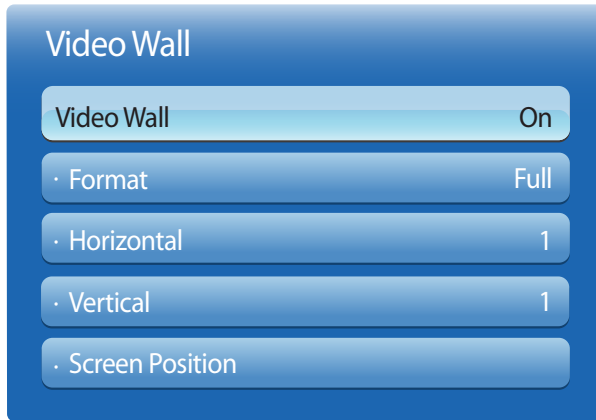 Video Wall
Video Wall On
· Format Full
· Horizontal 1
· Vertical 1
· Screen Position